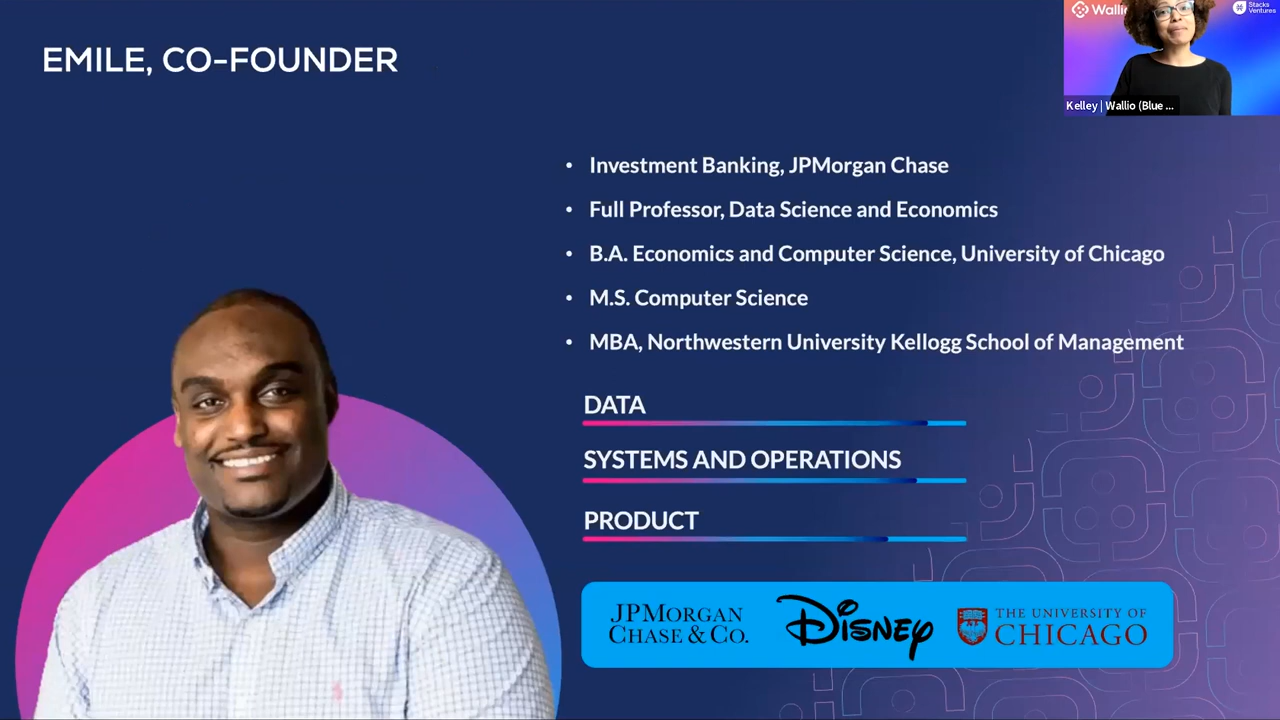 EMILE, CO-FOUNDER
Stacks
Ventures
Kelley | Wallio (Blue ...
• Investment Banking, JPMorgan Chase
• Full Professor, Data Science and Economics
• B.A. Economics and Computer Science, University of Chicago
• M.S. Computer Science
• MBA, Northwestern University Kellogg School of Management
DATA
SYSTEMS AND OPERATIONS
PRODUCT
JPMORGAN
CHASE & CO.
DISNEY
THE UNIVERSITY OF
CHICAGO